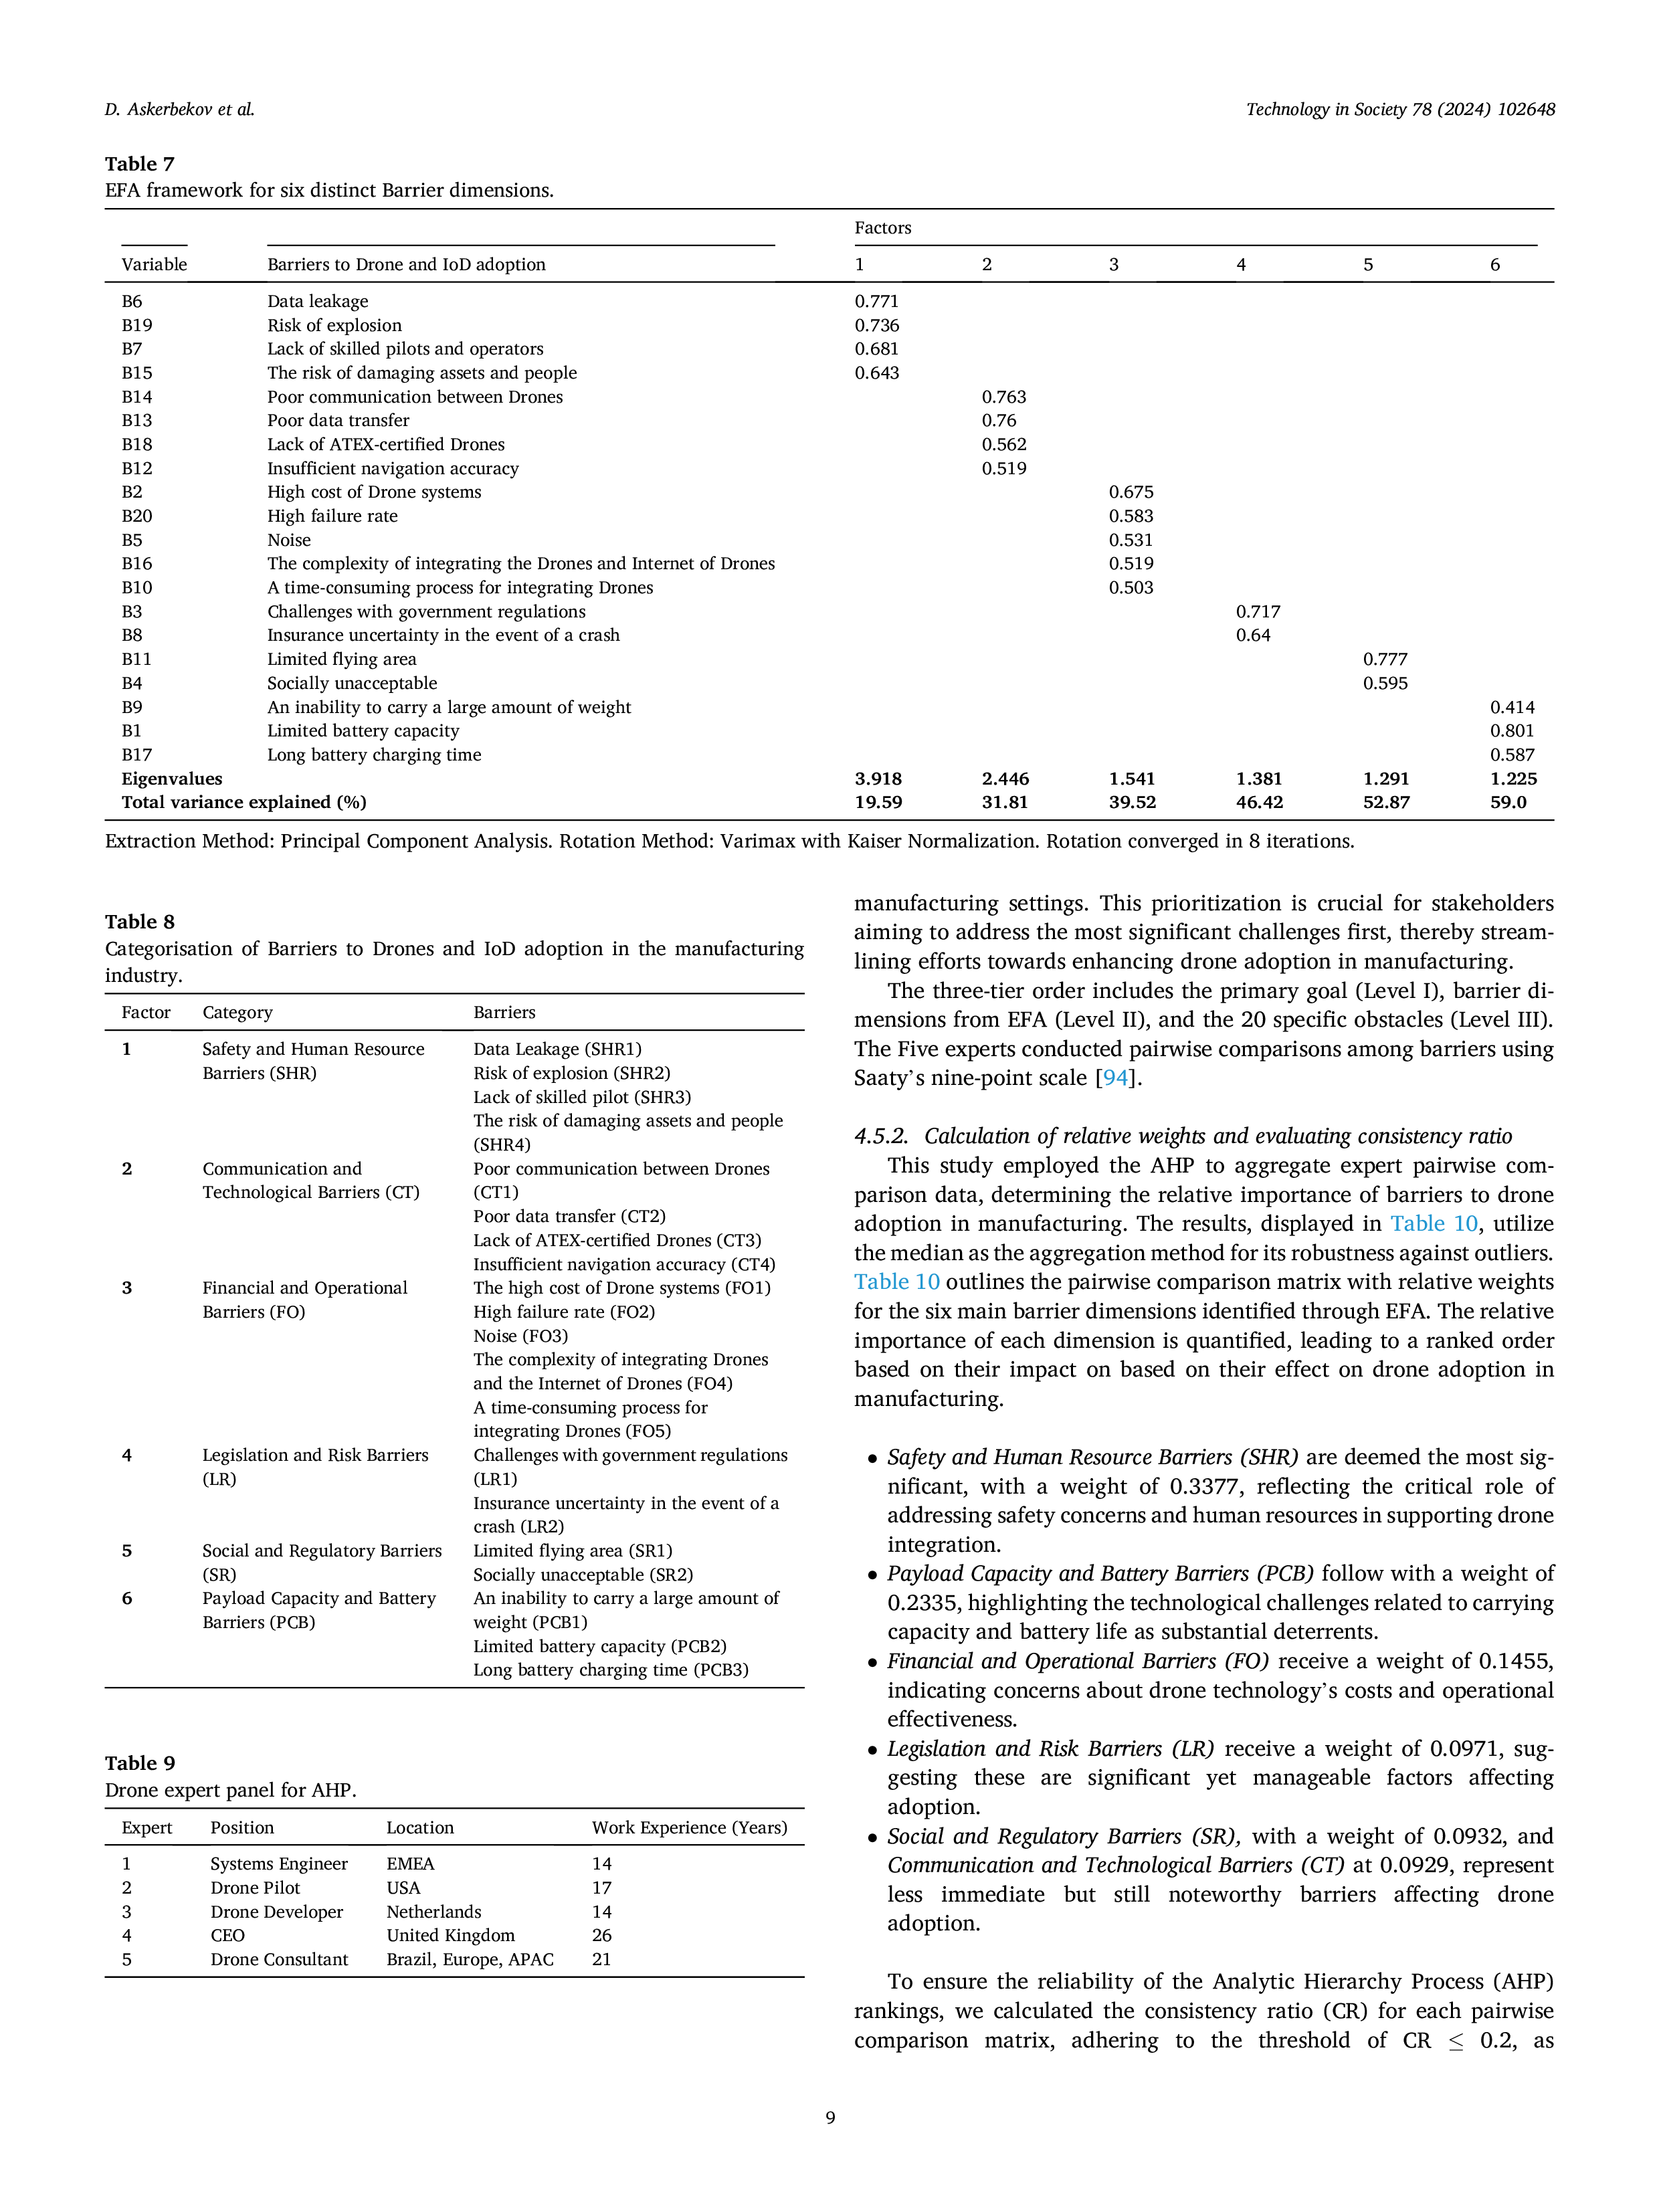 D. Askerbekov et al.
Technology in Society 78 (2024) 102648
Table 7
EFA framework for six distinct Barrier dimensions.
Factors
Variable Barriers to Drone and IoD adoption 1 2 3 4 5 6
B6 Data leakage 0.771
B19 Risk of explosion 0.736
B7 Lack of skilled pilots and operators 0.681
B15 The risk of damaging assets and people 0.643
B14 Poor communication between Drones 0.763
B13 Poor data transfer 0.76
B18 Lack of ATEX-certified Drones 0.562
B12 Insufficient navigation accuracy 0.519
B2 High cost of Drone systems 0.675
B20 High failure rate 0.583
B5 Noise 0.531
B16 The complexity of integrating the Drones and Internet of Drones 0.519
B10 A time-consuming process for integrating Drones 0.503
B3 Challenges with government regulations 0.717
B8 Insurance uncertainty in the event of a crash 0.64
B11 Limited flying area 0.777
B4 Socially unacceptable 0.595
B9 An inability to carry a large amount of weight 0.414
B1 Limited battery capacity 0.801
B17 Long battery charging time 0.587
Eigenvalues 3.918 2.446 1.541 1.381 1.291 1.225
Total variance explained (%) 19.59 31.81 39.52 46.42 52.87 59.0
Extraction Method: Principal Component Analysis. Rotation Method: Varimax with Kaiser Normalization. Rotation converged in 8 iterations.
Table 8
Categorisation of Barriers to Drones and IoD adoption in the manufacturing
industry.
Factor Category Barriers
1 Safety and Human Resource Data Leakage (SHR1)
Barriers (SHR) Risk of explosion (SHR2)
Lack of skilled pilot (SHR3)
The risk of damaging assets and people
(SHR4)
2 Communication and Poor communication between Drones
Technological Barriers (CT) (CT1)
Poor data transfer (CT2)
Lack of ATEX-certified Drones (CT3)
Insufficient navigation accuracy (CT4)
3 Financial and Operational The high cost of Drone systems (FO1)
Barriers (FO) High failure rate (FO2)
Noise (FO3)
The complexity of integrating Drones
and the Internet of Drones (FO4)
A time-consuming process for
integrating Drones (FO5)
4 Legislation and Risk Barriers Challenges with government regulations
(LR) (LR1)
Insurance uncertainty in the event of a
crash (LR2)
5 Social and Regulatory Barriers Limited flying area (SR1)
(SR) Socially unacceptable (SR2)
6 Payload Capacity and Battery An inability to carry a large amount of
Barriers (PCB) weight (PCB1)
Limited battery capacity (PCB2)
Long battery charging time (PCB3)
Table 9
Drone expert panel for AHP.
Expert Position Location Work Experience (Years)
1 Systems Engineer EMEA 14
2 Drone Pilot USA 17
3 Drone Developer Netherlands 14
4 CEO United Kingdom 26
5 Drone Consultant Brazil, Europe, APAC 21
manufacturing settings. This prioritization is crucial for stakeholders
aiming to address the most significant challenges first, thereby stream-
lining efforts towards enhancing drone adoption in manufacturing.
The three-tier order includes the primary goal (Level I), barrier di-
mensions from EFA (Level II), and the 20 specific obstacles (Level III).
The Five experts conducted pairwise comparisons among barriers using
Saaty's nine-point scale [94].
4.5.2. Calculation of relative weights and evaluating consistency ratio
This study employed the AHP to aggregate expert pairwise com-
parison data, determining the relative importance of barriers to drone
adoption in manufacturing. The results, displayed in Table 10, utilize
the median as the aggregation method for its robustness against outliers.
Table 10 outlines the pairwise comparison matrix with relative weights
for the six main barrier dimensions identified through EFA. The relative
importance of each dimension is quantified, leading to a ranked order
based on their impact on based on their effect on drone adoption in
manufacturing.
• Safety and Human Resource Barriers (SHR) are deemed the most sig-
nificant, with a weight of 0.3377, reflecting the critical role of
addressing safety concerns and human resources in supporting drone
integration.
• Payload Capacity and Battery Barriers (PCB) follow with a weight of
0.2335, highlighting the technological challenges related to carrying
capacity and battery life as substantial deterrents.
• Financial and Operational Barriers (FO) receive a weight of 0.1455,
indicating concerns about drone technology's costs and operational
effectiveness.
• Legislation and Risk Barriers (LR) receive a weight of 0.0971, sug-
gesting these are significant yet manageable factors affecting
adoption.
• Social and Regulatory Barriers (SR), with a weight of 0.0932, and
Communication and Technological Barriers (CT) at 0.0929, represent
less immediate but still noteworthy barriers affecting drone
adoption.
To ensure the reliability of the Analytic Hierarchy Process (AHP)
rankings, we calculated the consistency ratio (CR) for each pairwise
comparison matrix, adhering to the threshold of CR ≤ 0.2, as
9